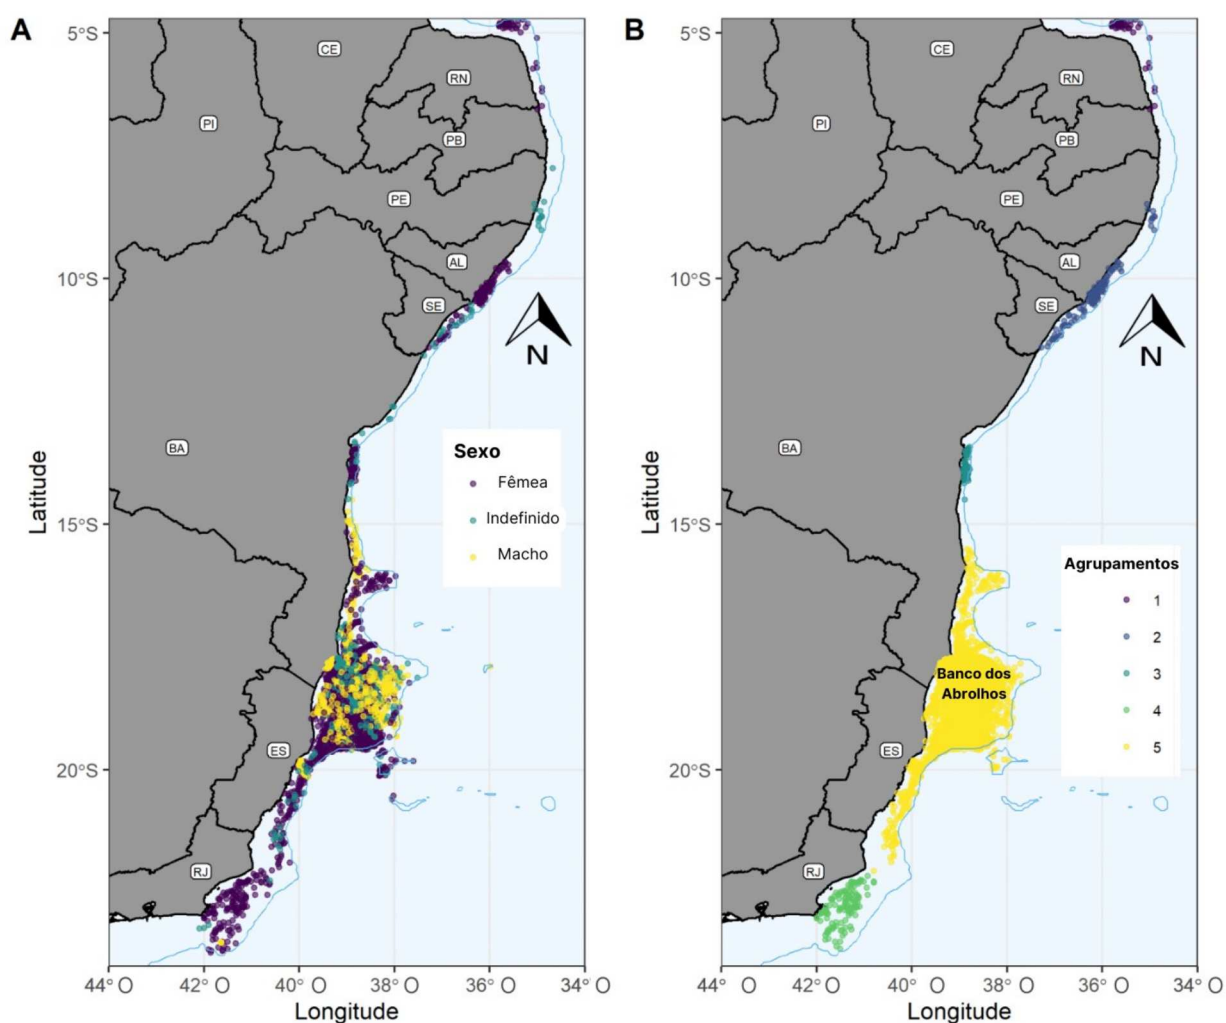 A
5°S
10°S
15°S
20°S
Latitude
CE
RN
PI
PB
PE
AL
SE
BA
ES
RJ
N
Sexo
Fêmea
Indefinido
Macho
44° O 42° O 40° O 38° O 36° O 34° O
Longitude
B
5°S
10°S
15°S
20°S
Latitude
CE
RN
PI
PB
PE
AL
SE
BA
ES
RJ
N
Agrupamentos
1
2
3
4
5
Banco dos
Abrolhos
44° O 42° O 40° O 38° O 36° O 34° O
Longitude